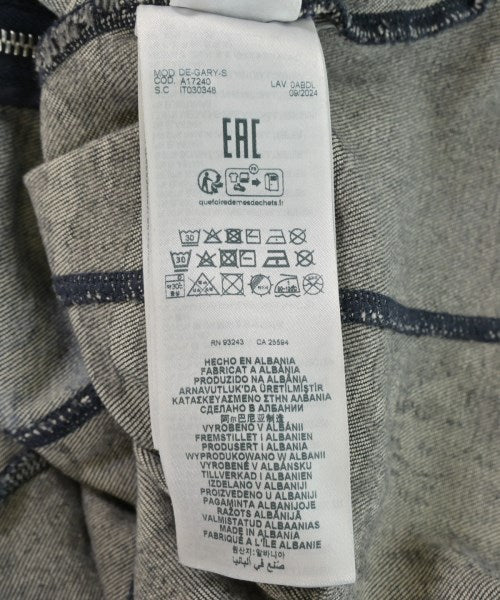 MOD. DE-GARY-S
COD. A17240 LAV. 0ABDL
S.C IT030348 09/2024
EAC
FR
quefairedemesdechets.fr
30
30
RN 93243 CA 25594
HECHO EN ALBANIA
FABRICAT A ALBÀNIA
PRODUZIDO NA ALBÂNIA
ARNAVUTLUK'DA ÜRETİLMİŞTİR
ΚΑΤΑΣΚΕΥΑΣΜΕΝΟ ΣΤΗΝ ΑΛΒΑΝΙΑ
СДЕЛАНО В АЛБАНИИ
阿尔巴尼亚制造
VYROBENO V ALBÁNII
FREMSTILLET I ALBANIEN
PRODUSERT I ALBANIA
WYPRODUKOWANO W ALBANII
VYROBENÉ V ALBÁNSKU
TILLVERKAD I ALBANIEN
IZDELANO V ALBANIJI
PROIZVEDENO U ALBANIJI
PAGAMINTA ALBANIJOJE
RAŽOTS ALBĀNIJĀ
VALMISTATUD ALBAANIAS
MADE IN ALBANIA
FABRIQUÉ A L'ÎLE ALBANIE
원산지: 알바니아
صنع في ألبانيا